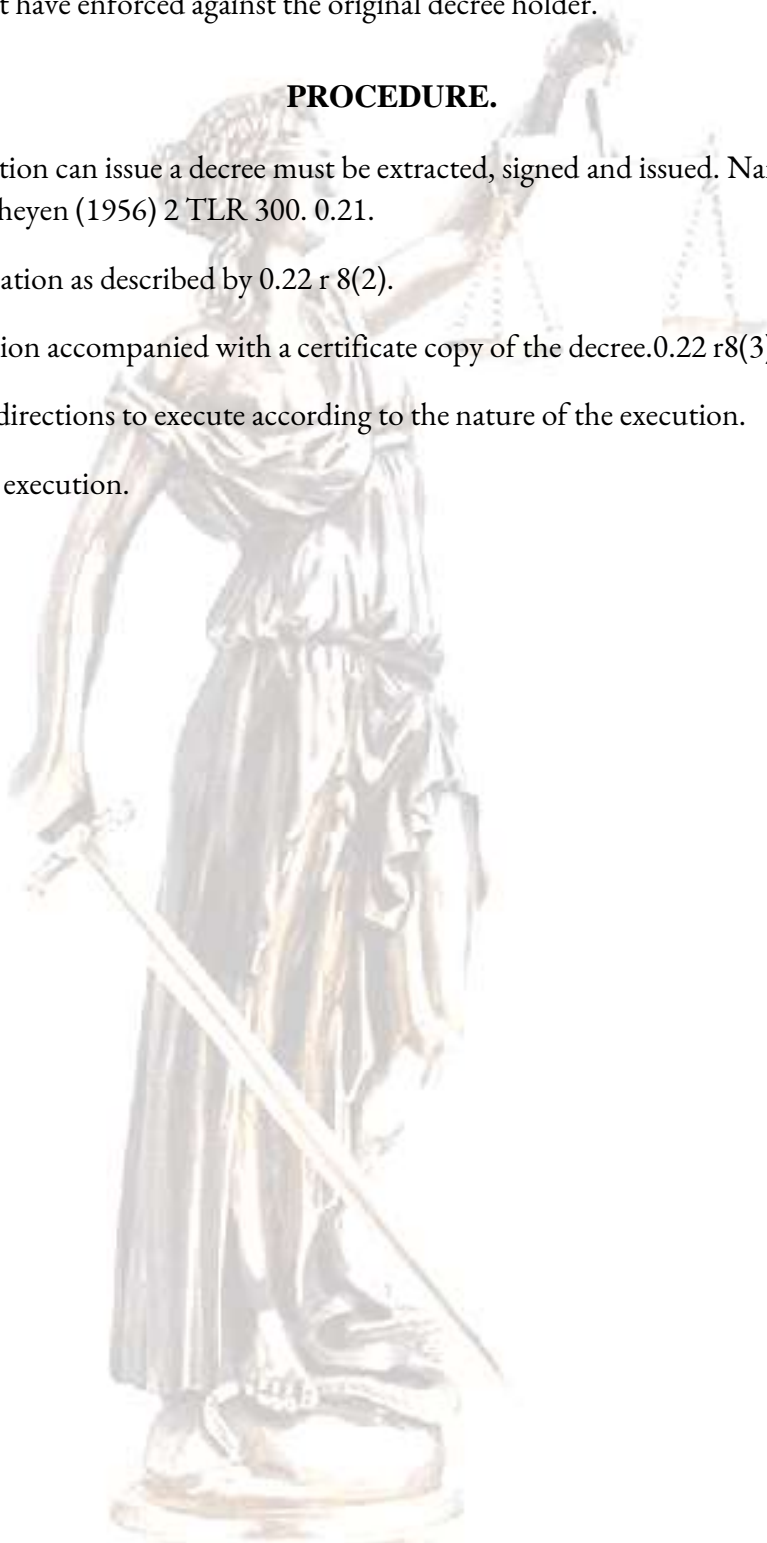 t have enforced against the original decree holder.
PROCEDURE.
tion can issue a decree must be extracted, signed and issued. Na
heyen (1956) 2 TLR 300. 0.21.
ation as described by 0.22 r 8(2).
ion accompanied with a certificate copy of the decree.0.22 r8(3)
directions to execute according to the nature of the execution.
execution.